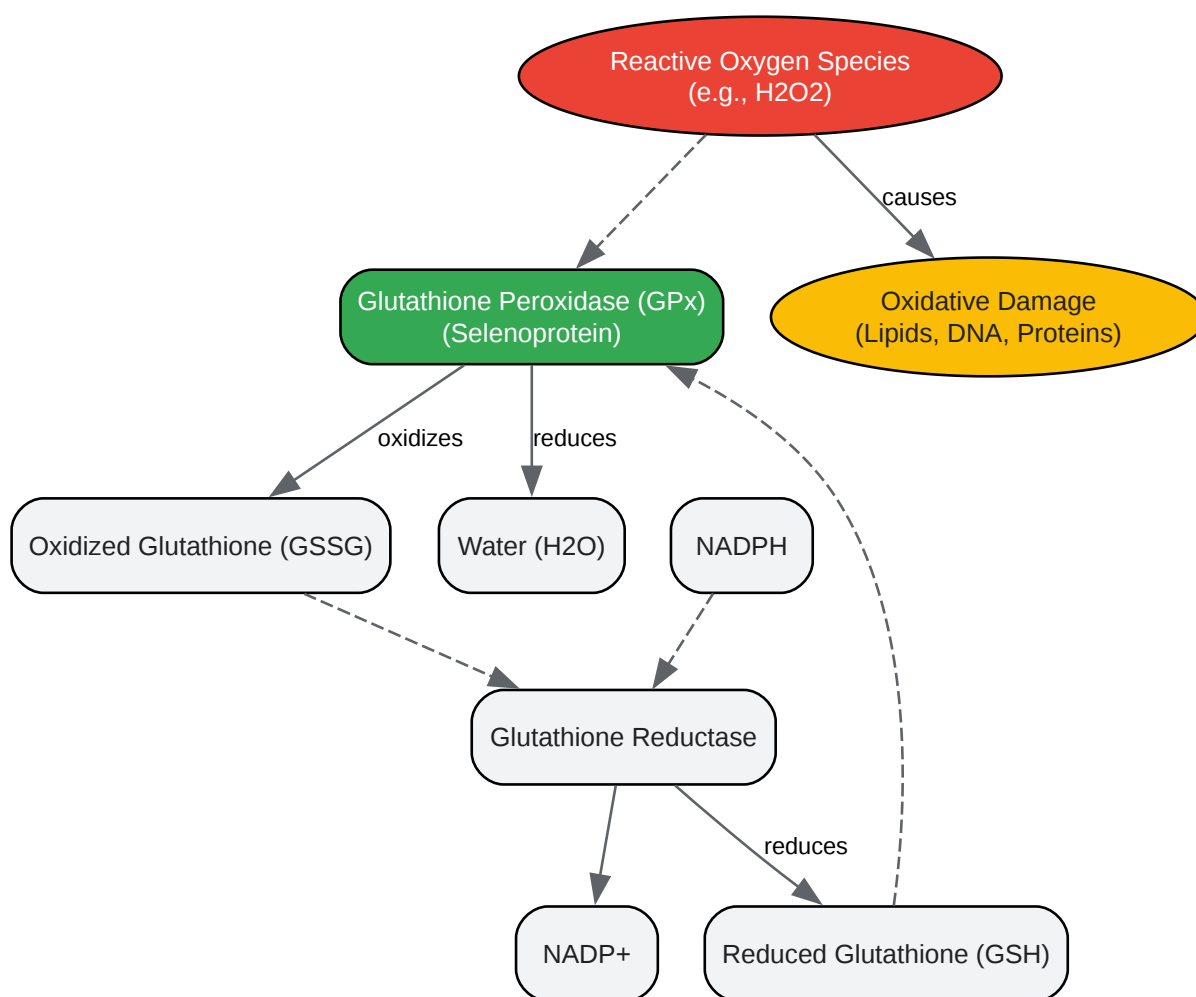 Reactive Oxygen Species
(e.g., H2O2)
causes
Glutathione Peroxidase (GPx)
(Selenoprotein)
Oxidative Damage
(Lipids, DNA, Proteins)
oxidizes
reduces
Oxidized Glutathione (GSSG)
Water (H2O)
NADPH
Glutathione Reductase
reduces
NADP+
Reduced Glutathione (GSH)